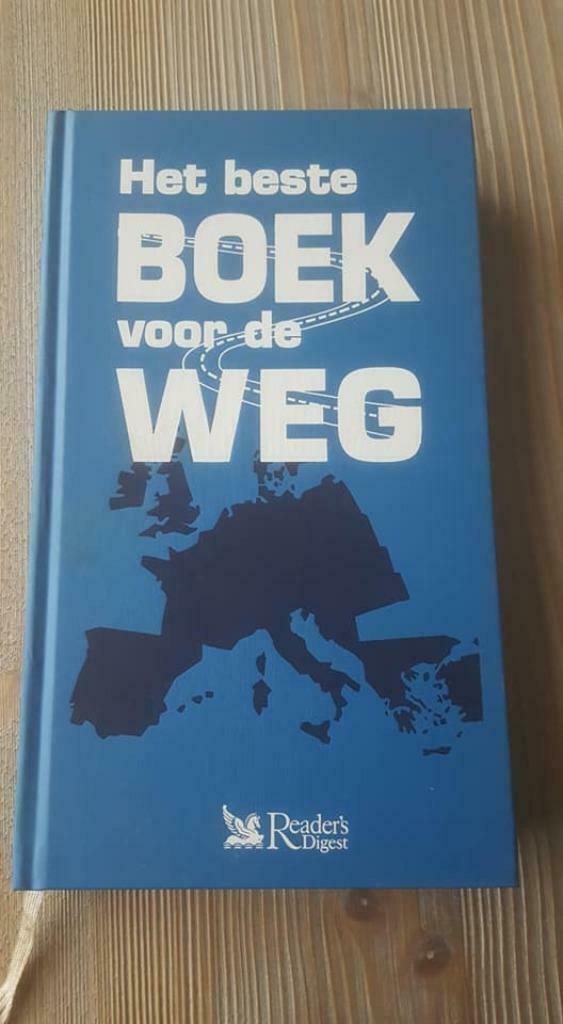 Het beste
BOEK
voor de
WEG
Reader's
Digest